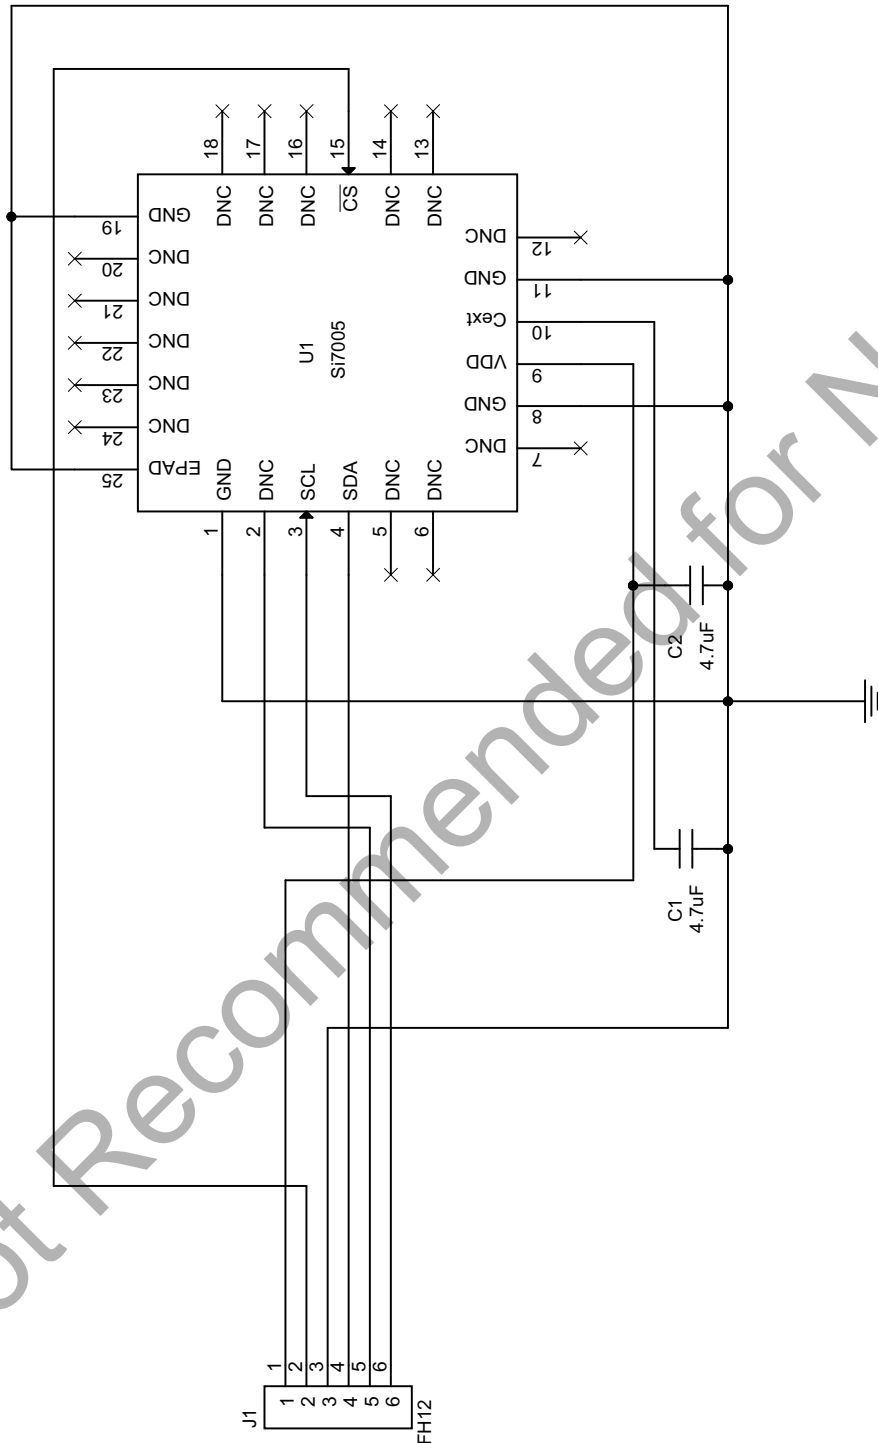 18
17
16
15
14
13
DNC
DNC
DNC
CS
DNC
DNC
19
GND
20
DNC
21
DNC
22
DNC
23
DNC
24
DNC
25
EPAD
U1
Si7005
DNC
12
GND
11
Cext
10
VDD
9
GND
8
DNC
7
GND
DNC
SCL
SDA
DNC
DNC
1
2
3
4
5
6
C2
4.7uF
C1
4.7uF
J1
1
2
3
4
5
6
1
2
3
4
5
6
FH12
Recommended for